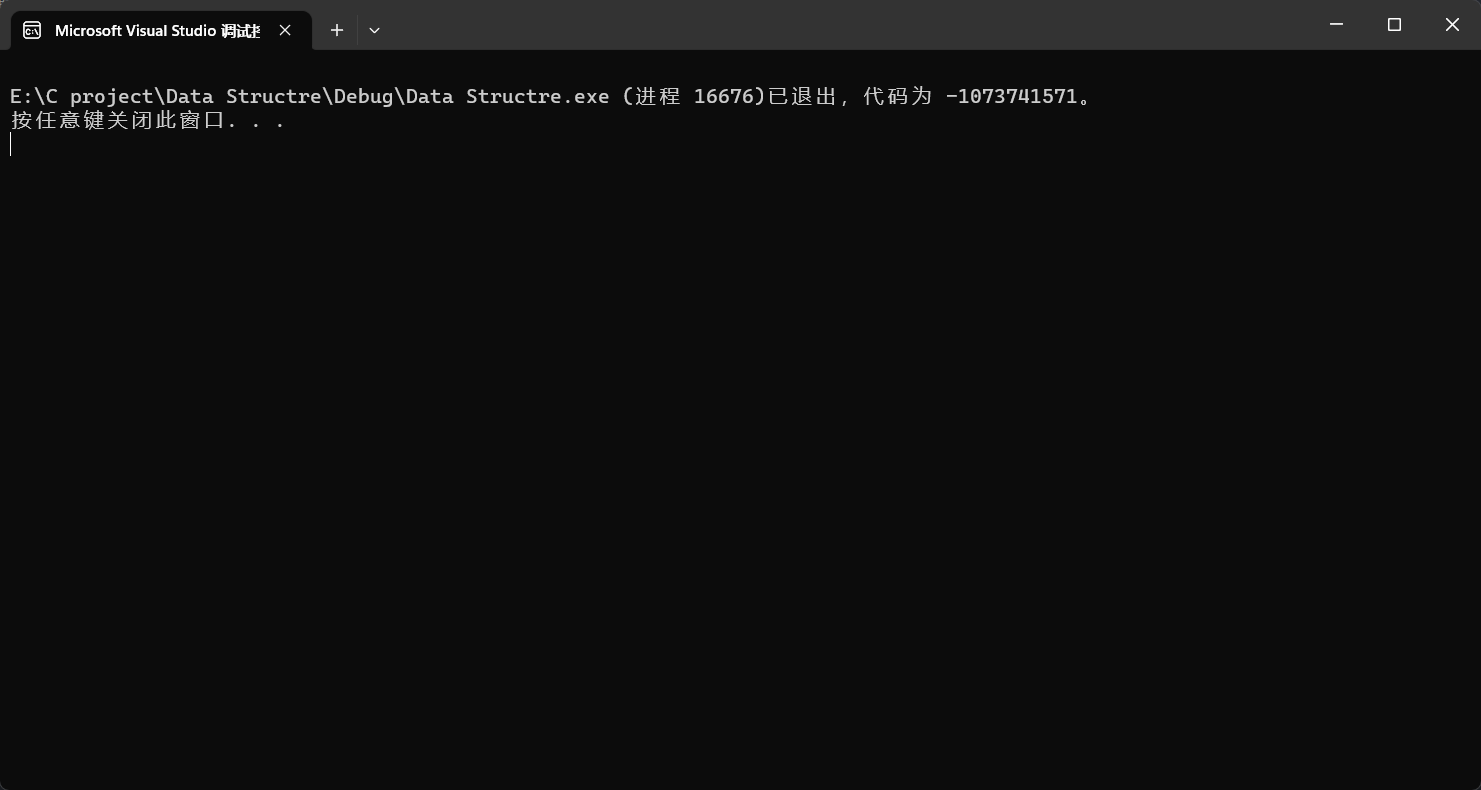 Microsoft Visual Studio 调试
E:\C project\Data Structre\Debug\Data Structre.exe (进程 16676)已退出，代码为 -1073741571。
按任意键关闭此窗口. . .